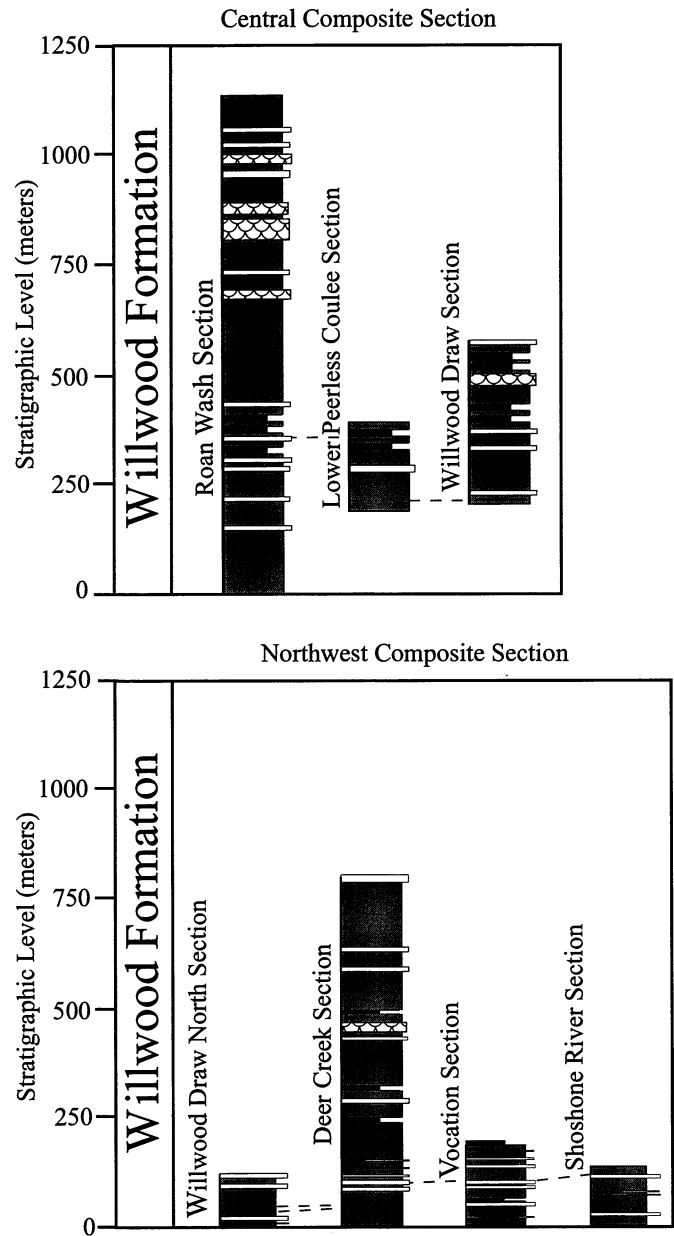 Central Composite Section
1250
1000
750
500
250
0
Stratigraphic Level (meters)
Willwood Formation
Roan Wash Section
Lower Peerless Coulee Section
Willwood Draw Section
Northwest Composite Section
1250
1000
750
500
250
0
Stratigraphic Level (meters)
Willwood Formation
Willwood Draw North Section
Deer Creek Section
Vocation Section
Shoshone River Section